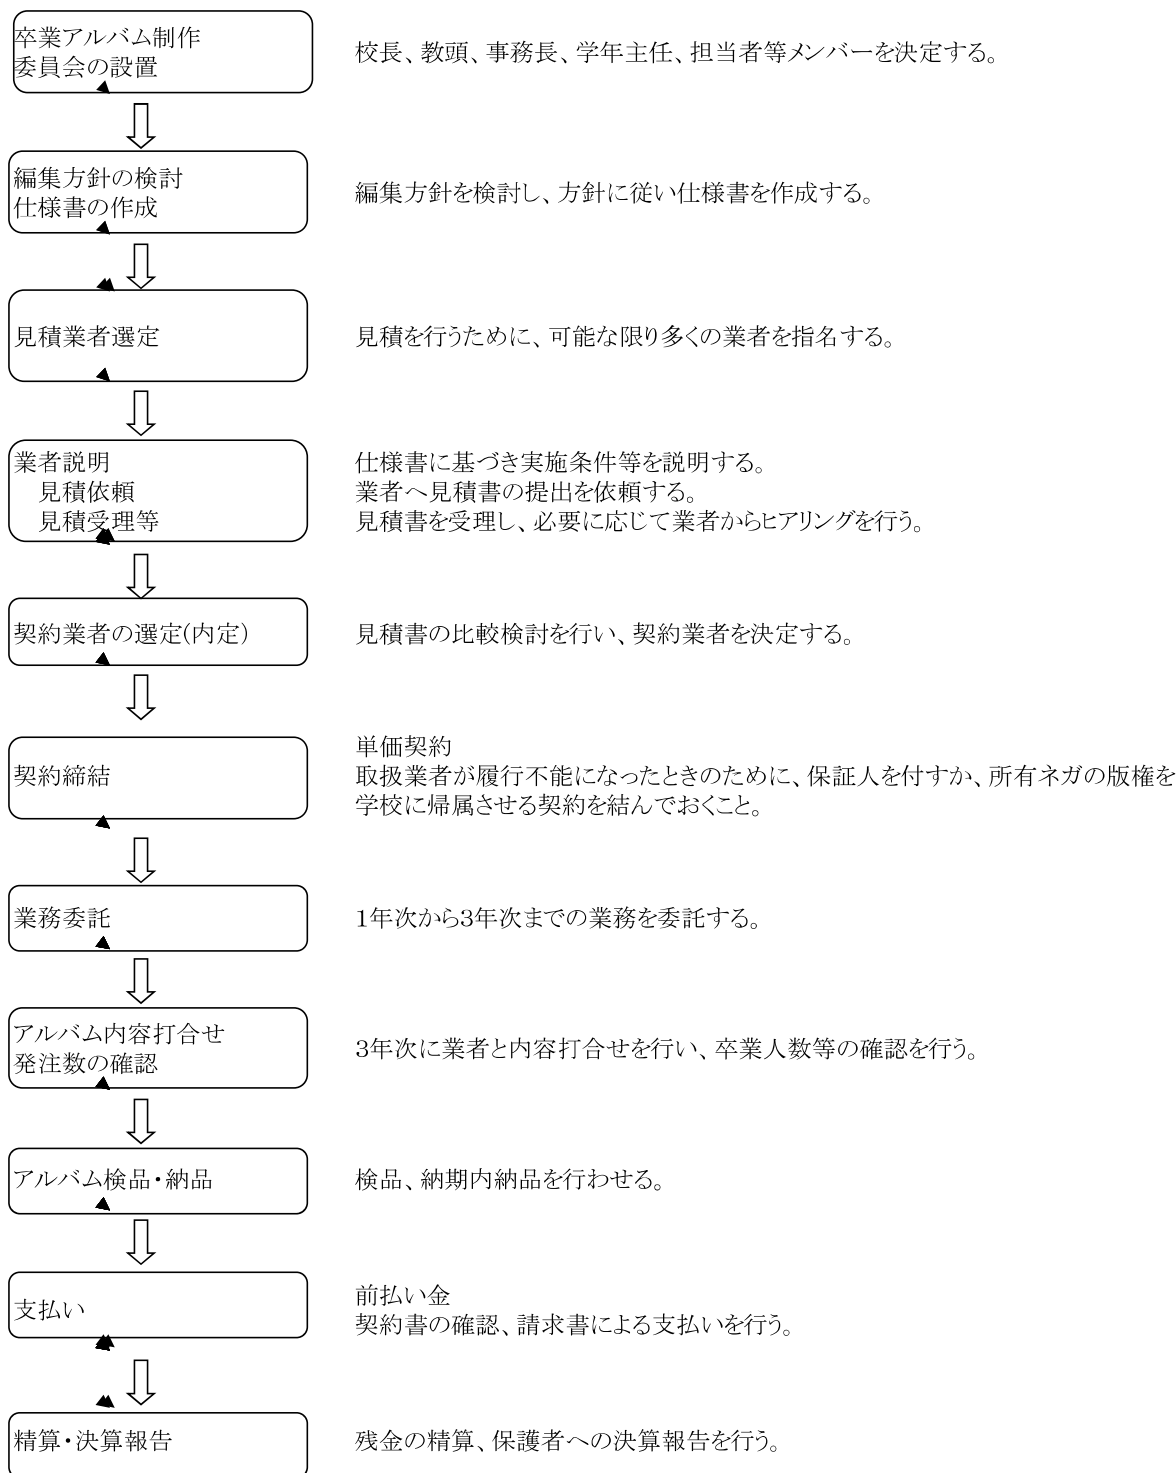 卒業アルバム制作
委員会の設置
校長、教頭、事務長、学年主任、担当者等メンバーを決定する。
編集方針の検討
仕様書の作成
編集方針を検討し、方針に従い仕様書を作成する。
見積業者選定
見積を行うために、可能な限り多くの業者を指名する。
業者説明
見積依頼
見積受理等
仕様書に基づき実施条件等を説明する。
業者へ見積書の提出を依頼する。
見積書を受理し、必要に応じて業者からヒアリングを行う。
契約業者の選定(内定)
見積書の比較検討を行い、契約業者を決定する。
契約締結
単価契約
取扱業者が履行不能になったときのために、保証人を付すか、所有ネガの版権を
学校に帰属させる契約を結んでおくこと。
業務委託
1年次から3年次までの業務を委託する。
アルバム内容打合せ
発注数の確認
3年次に業者と内容打合せを行い、卒業人数等の確認を行う。
アルバム検品・納品
検品、納期内納品を行わせる。
支払い
前払い金
契約書の確認、請求書による支払いを行う。
精算・決算報告
残金の精算、保護者への決算報告を行う。